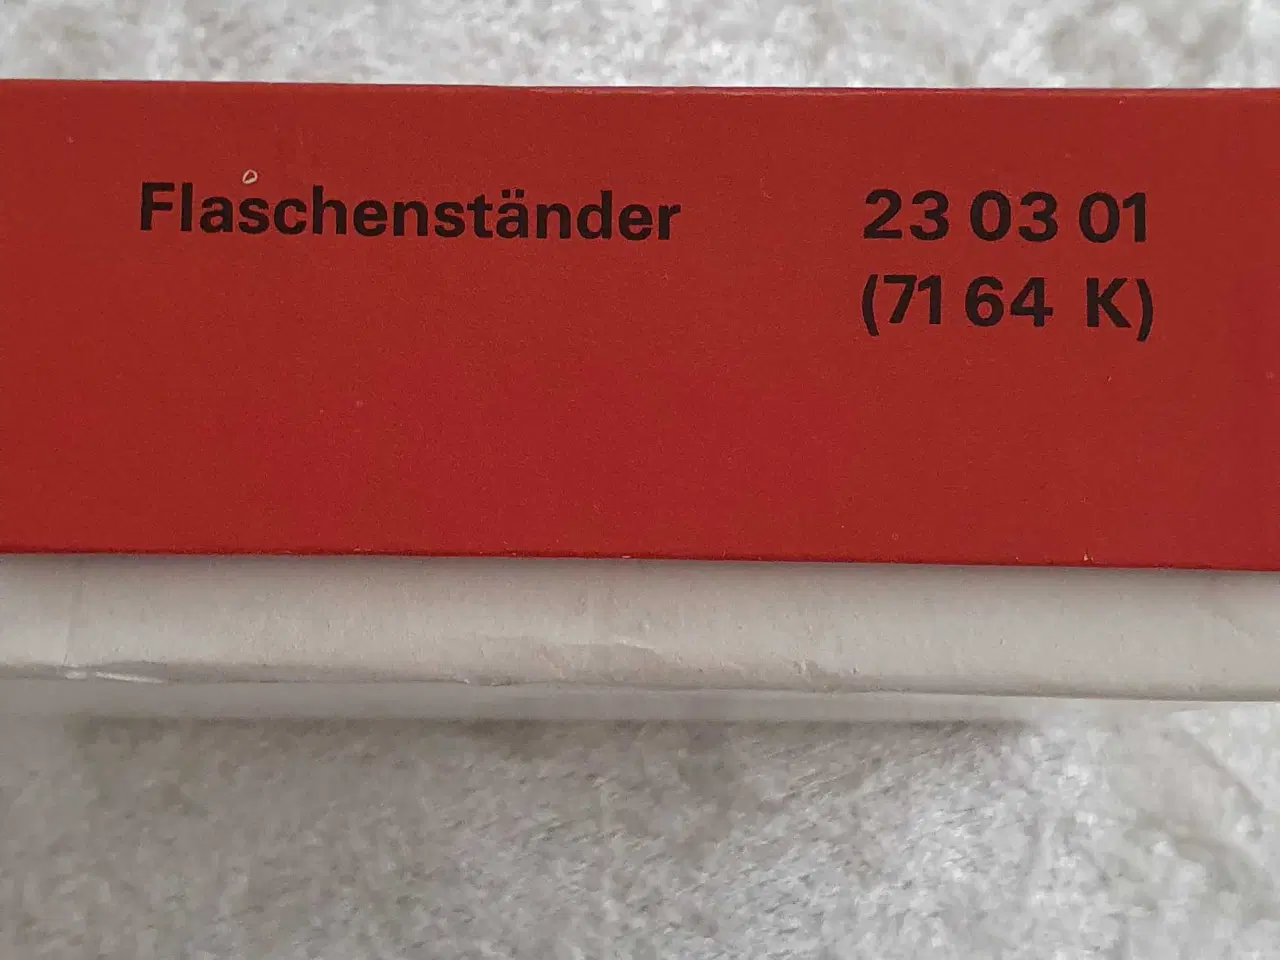 Flaschenständer 23 03 01
(71 64 K)